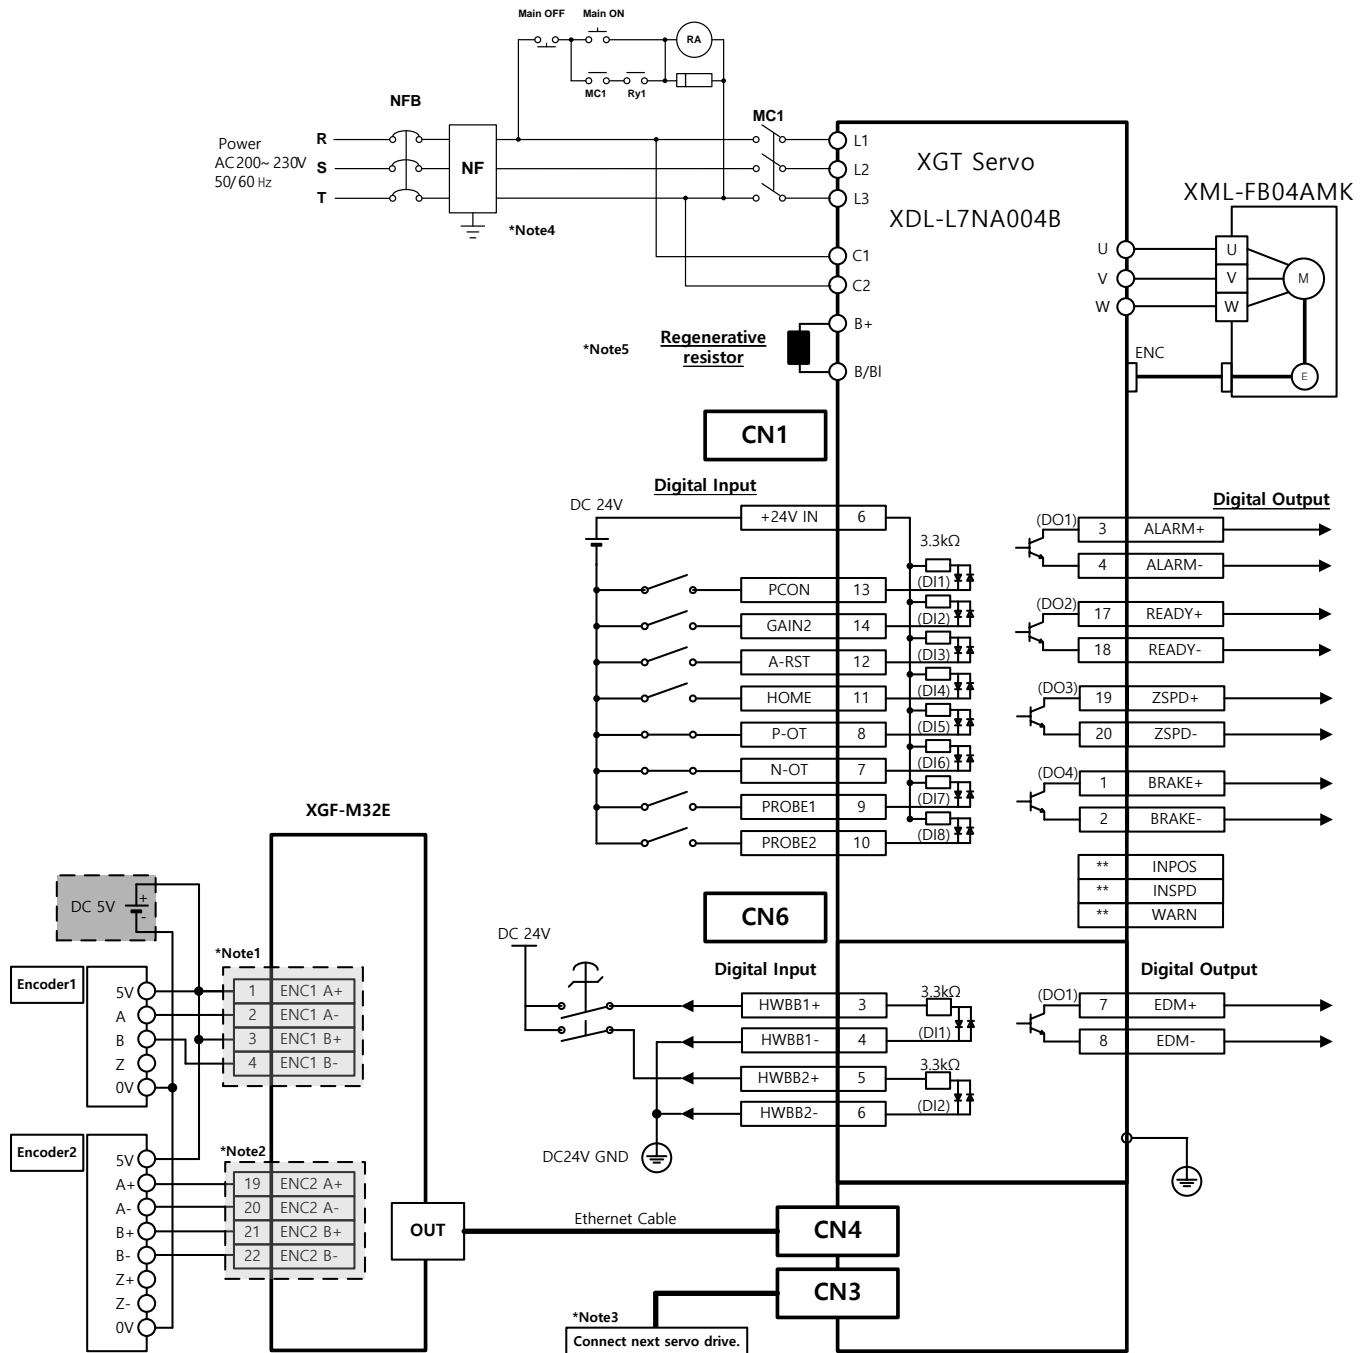 Main OFF
Main ON
RA
MC1
Ry1
NFB
MC1
Power
AC 200~ 230V
50/60 Hz
R
S
T
NF
*Note4
L1
L2
L3
C1
C2
B+
B/BI
XGT Servo
XDL-L7NA004B
XML-FB04AMK
U
V
W
U
V
W
M
E
ENC
*Note5
Regenerative
resistor
CN1
Digital Input
DC 24V
+24V IN 6
3.3kΩ
PCON 13 (DI1)
GAIN2 14 (DI2)
A-RST 12 (DI3)
HOME 11 (DI4)
P-OT 8 (DI5)
N-OT 7 (DI6)
PROBE1 9 (DI7)
PROBE2 10 (DI8)
Digital Output
(DO1) 3 ALARM+
4 ALARM-
(DO2) 17 READY+
18 READY-
(DO3) 19 ZSPD+
20 ZSPD-
(DO4) 1 BRAKE+
2 BRAKE-
** INPOS
** INSPD
** WARN
CN6
DC 24V
Digital Input
HWBB1+ 3 3.3kΩ
HWBB1- 4 (DI1)
HWBB2+ 5 3.3kΩ
HWBB2- 6 (DI2)
DC24V GND
Digital Output
(DO1) 7 EDM+
8 EDM-
XGF-M32E
DC 5V
+
-
*Note1
Encoder1
5V
A
B
Z
0V
1 ENC1 A+
2 ENC1 A-
3 ENC1 B+
4 ENC1 B-
*Note2
Encoder2
5V
A+
A-
B+
B-
Z+
Z-
0V
19 ENC2 A+
20 ENC2 A-
21 ENC2 B+
22 ENC2 B-
OUT
Ethernet Cable
CN4
CN3
*Note3
Connect next servo drive.